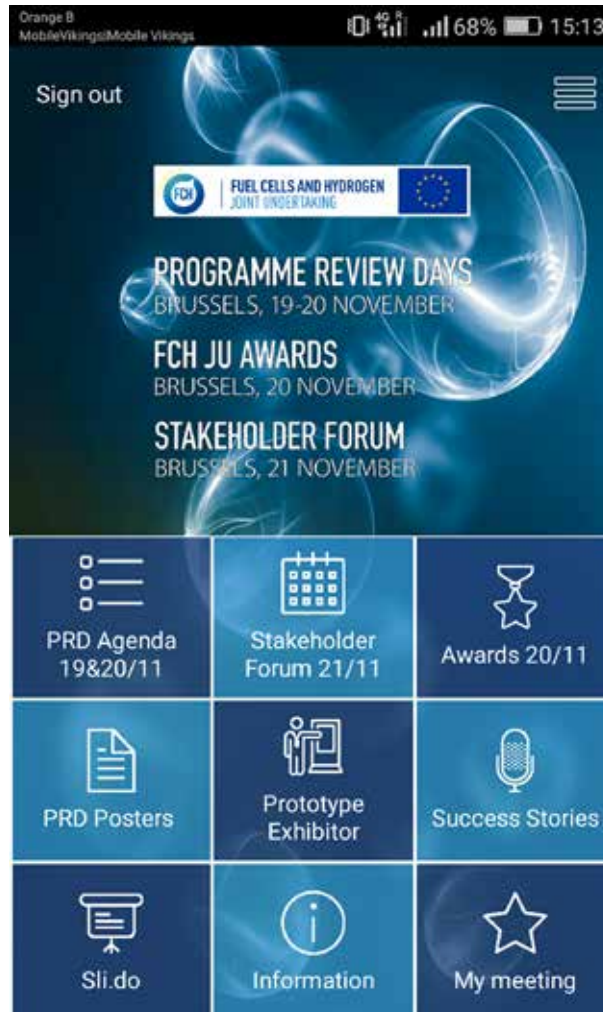 Orange B
MobileVikings|Mobile Vikings
4G R
68% 15:13
Sign out
FCH
FUEL CELLS AND HYDROGEN
JOINT UNDERTAKING
PROGRAMME REVIEW DAYS
BRUSSELS, 19-20 NOVEMBER
FCH JU AWARDS
BRUSSELS, 20 NOVEMBER
STAKEHOLDER FORUM
BRUSSELS, 21 NOVEMBER
PRD Agenda
19&20/11
Stakeholder
Forum 21/11
Awards 20/11
PRD Posters
Prototype
Exhibitor
Success Stories
Sli.do
Information
My meeting